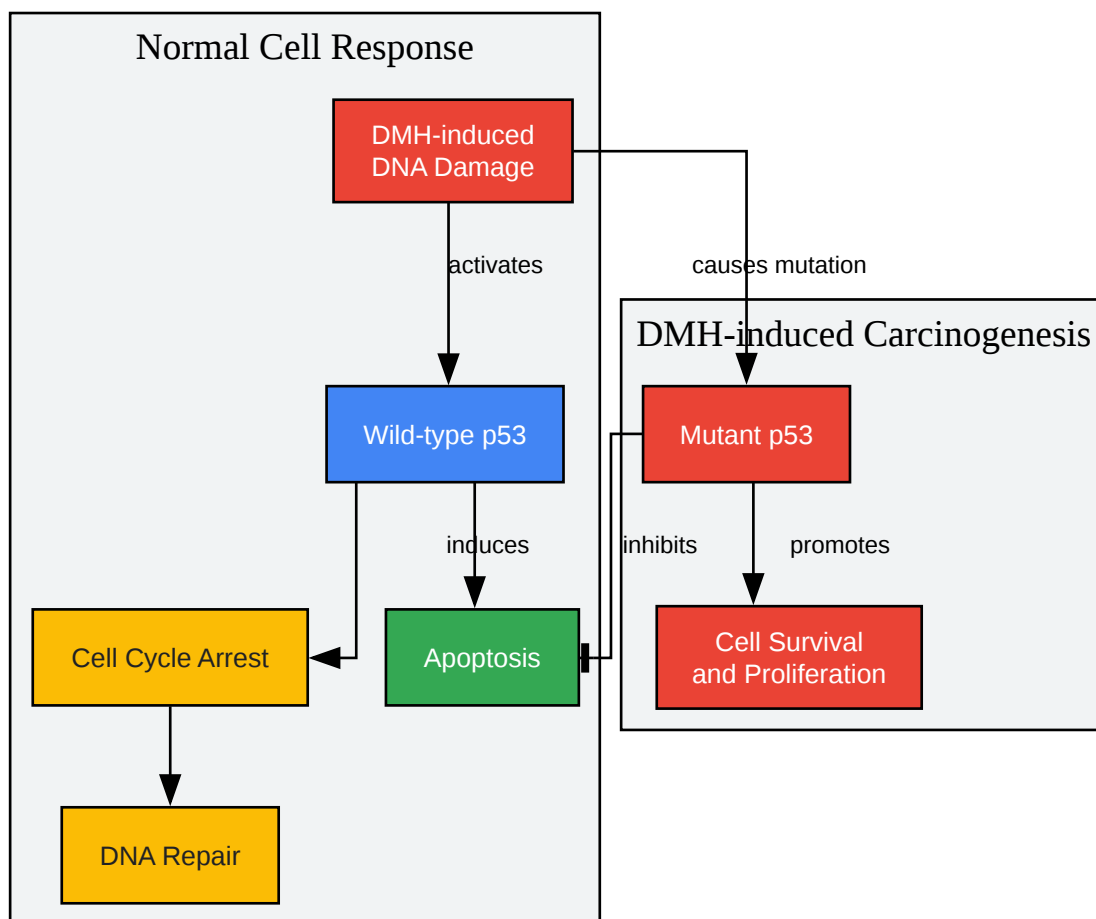 Normal Cell Response
DMH-induced
DNA Damage
activates
causes mutation
DMH-induced Carcinogenesis
Wild-type p53
Mutant p53
induces
inhibits
promotes
Cell Cycle Arrest
Apoptosis
Cell Survival
and Proliferation
DNA Repair